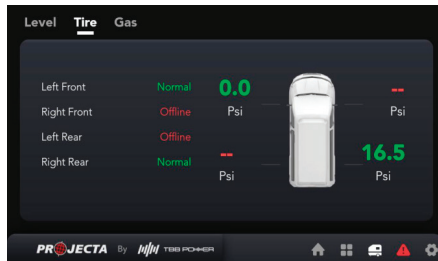 Level Tire Gas
Left Front Normal 0.0 Psi -- Psi
Right Front Offline
Left Rear Offline
Right Rear Normal -- Psi 16.5 Psi
PROJECTA By TBB POWER